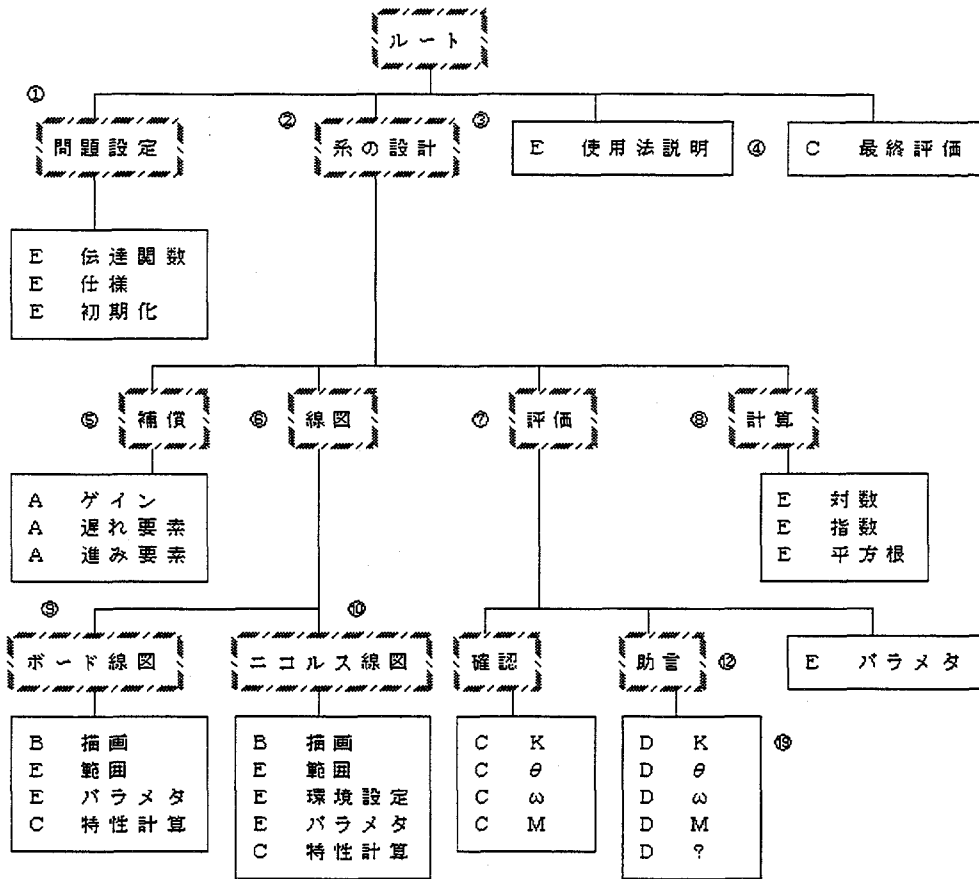 ルート
①
問題設定
②
系の設計
③
E 使用法説明
④
C 最終評価
E 伝達関数
E 仕様
E 初期化
⑤
補償
⑥
線図
⑦
評価
⑧
計算
A ゲイン
A 遅れ要素
A 進み要素
E 対数
E 指数
E 平方根
⑨
ボード線図
⑩
ニコルス線図
確認
助言
⑫
E パラメタ
B 描画
E 範囲
E パラメタ
C 特性計算
B 描画
E 範囲
E 環境設定
E パラメタ
C 特性計算
C K
C θ
C ω
C M
D K
D θ
D ω
D M
D ?
⑲